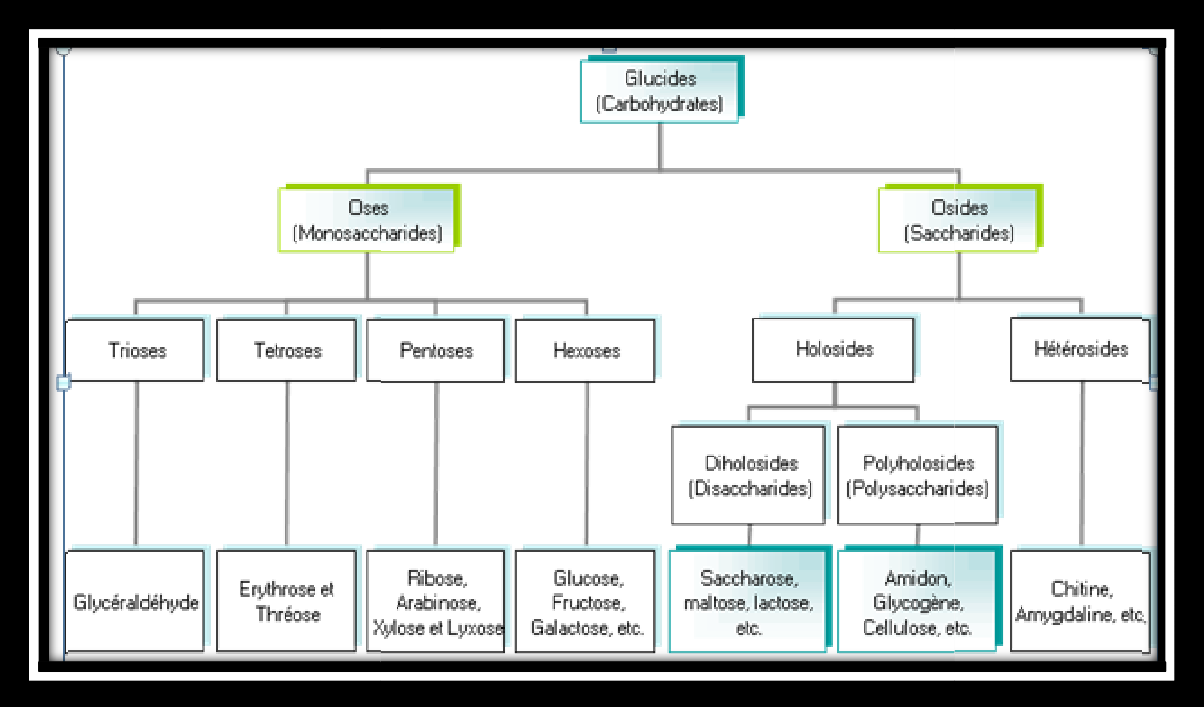 Glucides
(Carbohydrates)
Oses
(Monosaccharides)
Osides
(Saccharides)
Trioses
Tetroses
Pentoses
Hexoses
Holosides
Hétérosides
Diholosides
(Disaccharides)
Polyholosides
(Polysaccharides)
Glycéraldéhyde
Erythrose et
Thréose
Ribose,
Arabinose,
Xylose et Lyxose
Glucose,
Fructose,
Galactose, etc.
Saccharose,
maltose, lactose,
etc.
Amidon,
Glycogène,
Cellulose, etc.
Chitine,
Amygdaline, etc,